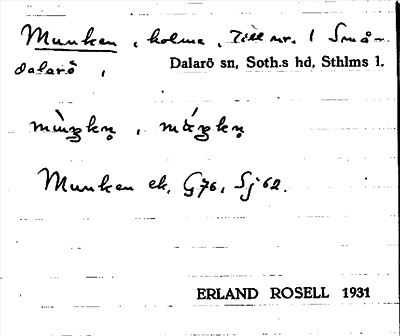 Munken, holme, Till nr. 1 Små-
dalarö, Dalarö sn, Soth.s hd, Sthlms l.
Munken ek. G76, Sj 62.
ERLAND ROSELL 1931